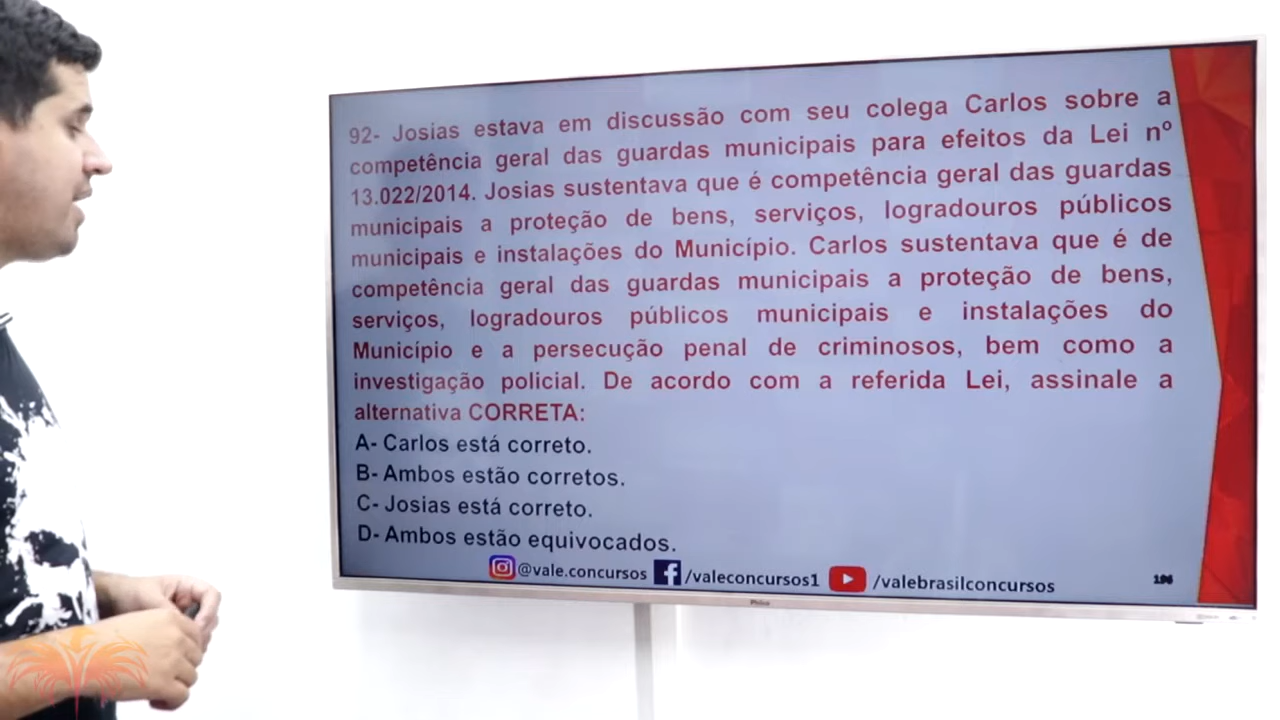 92- Josias estava em discussão com seu colega Carlos sobre a
competência geral das guardas municipais para efeitos da Lei nº
13.022/2014. Josias sustentava que é competência geral das guardas
municipais a proteção de bens, serviços, logradouros públicos
municipais e instalações do Município. Carlos sustentava que é de
competência geral das guardas municipais a proteção de bens,
serviços, logradouros públicos municipais e instalações do
Município e a persecução penal de criminosos, bem como a
investigação policial. De acordo com a referida Lei, assinale a
alternativa CORRETA:
A- Carlos está correto.
B- Ambos estão corretos.
C- Josias está correto.
D- Ambos estão equivocados.
@vale.concursos /valeconcursos1 /valebrasilconcursos
Philco